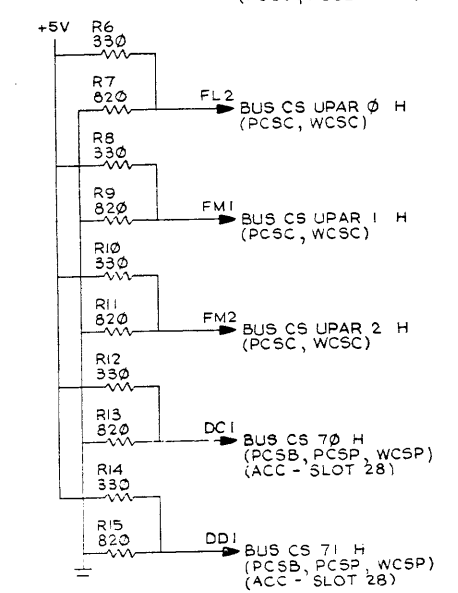 +5V
R6
330
R7
820
FL2
BUS CS UPAR Ø H
(PCSC, WCSC)
R8
330
R9
820
FM1
BUS CS UPAR 1 H
(PCSC, WCSC)
R10
330
R11
820
FM2
BUS CS UPAR 2 H
(PCSC, WCSC)
R12
330
R13
820
DC1
BUS CS 7Ø H
(PCSB, PCSP, WCSP)
(ACC - SLOT 28)
R14
330
R15
820
DD1
BUS CS 71 H
(PCSB, PCSP, WCSP)
(ACC - SLOT 28)